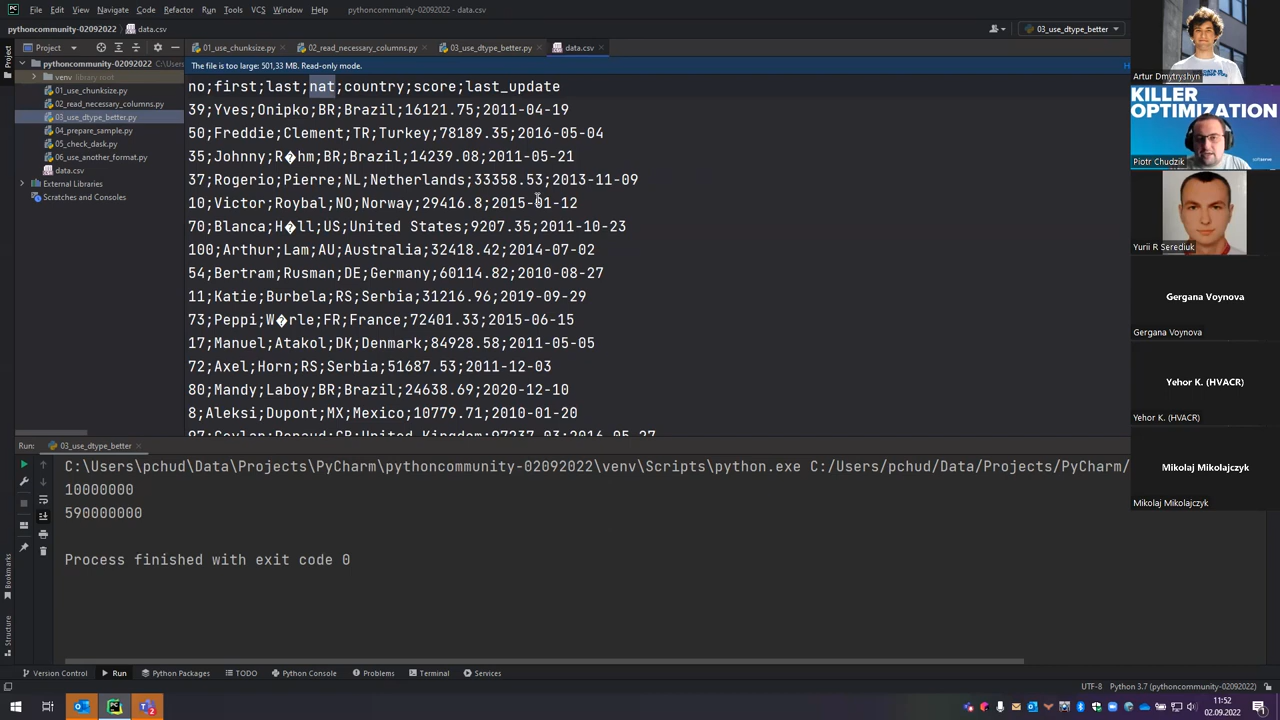 File Edit View Navigate Code Refactor Run Tools VCS Window Help pythoncommunity-02092022 - data.csv
pythoncommunity-02092022 data.csv
03_use_dtype_better
Project
01_use_chunksize.py 02_read_necessary_columns.py 03_use_dtype_better.py data.csv
Project
pythoncommunity-02092022 C:\
venv library root
01_use_chunksize.py
02_read_necessary_columns.py
03_use_dtype_better.py
04_prepare_sample.py
05_check_dask.py
06_use_another_format.py
data.csv
External Libraries
Scratches and Consoles
The file is too large: 501,33 MB. Read-only mode.
no;first;last;nat;country;score;last_update
39;Yves;Onipko;BR;Brazil;16121.75;2011-04-19
50;Freddie;Clement;TR;Turkey;78189.35;2016-05-04
35;Johnny;R�hm;BR;Brazil;14239.08;2011-05-21
37;Rogerio;Pierre;NL;Netherlands;93358.53;2013-11-09
10;Victor;Roybal;NO;Norway;29416.8;2015-01-12
70;Blanca;H�ll;US;United States;9207.35;2011-10-23
100;Arthur;Lam;AU;Australia;32418.42;2014-07-02
54;Bertram;Rusman;DE;Germany;60114.82;2010-08-27
11;Katie;Burbela;RS;Serbia;31216.96;2019-09-29
73;Peppi;W�rle;FR;France;72401.33;2015-06-15
17;Manuel;Atakol;DK;Denmark;84928.58;2011-05-05
72;Axel;Horn;RS;Serbia;51687.53;2011-12-03
80;Mandy;Laboy;BR;Brazil;24638.69;2020-12-10
8;Aleksi;Dupont;MX;Mexico;10779.71;2010-01-20
Artur Dmytryshyn
KILLER
OPTIMIZATION
Piotr Chudzik
Yurii R Serediuk
Gergana Voynova
Gergana Voynova
Yehor K. (HVACR)
Yehor K. (HVACR)
Mikolaj Mikolajczyk
Mikolaj Mikolajczyk
Run: 03_use_dtype_better
C:\Users\pchud\Data\Projects\PyCharm\pythoncommunity-02092022\venv\Scripts\python.exe C:/Users/pchud/Data/Projects/PyCharm/
10000000
590000000
Process finished with exit code 0
Bookmarks
Structure
Version Control Run Python Packages TODO Python Console Problems Terminal Services
UTF-8 Python 3.7 (pythoncommunity-02092022)
11:52
02.09.2022